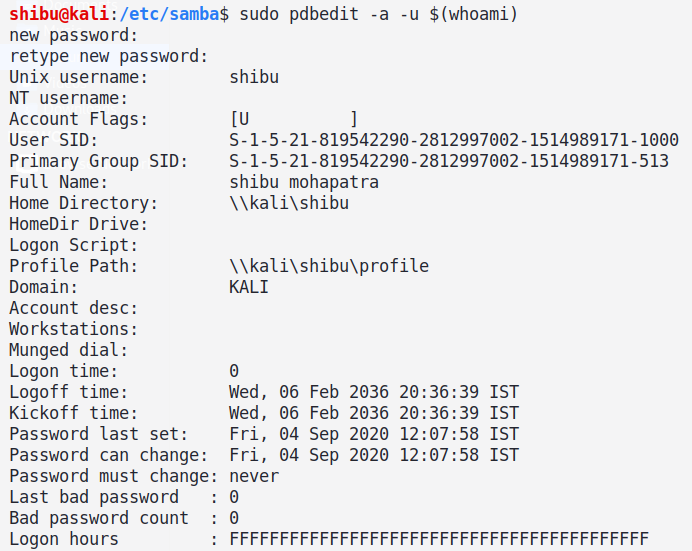 shibu@kali:/etc/samba$ sudo pdbedit -a -u $(whoami)
new password:
retype new password:
Unix username:        shibu
NT username:
Account Flags:        [U          ]
User SID:             S-1-5-21-819542290-2812997002-1514989171-1000
Primary Group SID:    S-1-5-21-819542290-2812997002-1514989171-513
Full Name:            shibu mohapatra
Home Directory:       \\kali\shibu
HomeDir Drive:
Logon Script:
Profile Path:         \\kali\shibu\profile
Domain:               KALI
Account desc:
Workstations:
Munged dial:
Logon time:           0
Logoff time:          Wed, 06 Feb 2036 20:36:39 IST
Kickoff time:         Wed, 06 Feb 2036 20:36:39 IST
Password last set:    Fri, 04 Sep 2020 12:07:58 IST
Password can change:  Fri, 04 Sep 2020 12:07:58 IST
Password must change: never
Last bad password   : 0
Bad password count  : 0
Logon hours         : FFFFFFFFFFFFFFFFFFFFFFFFFFFFFFFFFFFFFFFFFF